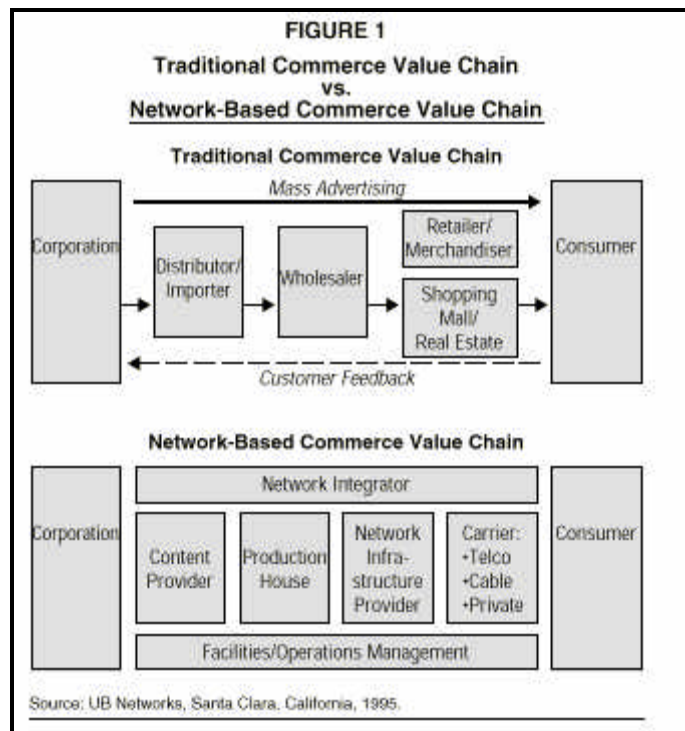 FIGURE 1
Traditional Commerce Value Chain
vs.
Network-Based Commerce Value Chain
Traditional Commerce Value Chain
Mass Advertising
Corporation
Distributor/
Importer
Wholesaler
Retailer/
Merchandiser
Shopping
Mall/
Real Estate
Consumer
Customer Feedback
Network-Based Commerce Value Chain
Network Integrator
Corporation
Content
Provider
Production
House
Network
Infra-
structure
Provider
Carrier:
•Telco
•Cable
•Private
Consumer
Facilities/Operations Management
Source: UB Networks, Santa Clara, California, 1995.